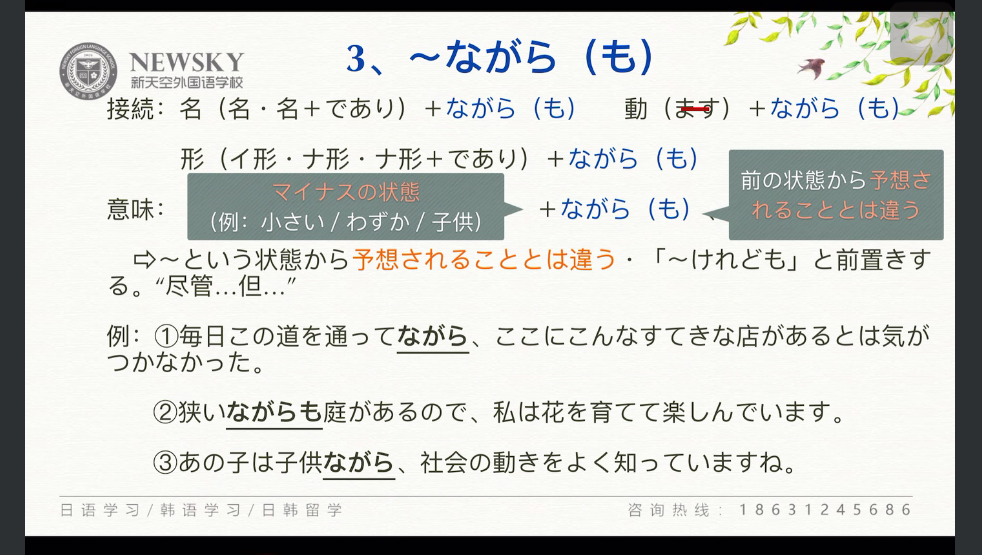 NEWSKY
新天空外国语学校
3、～ながら（も）
接続：名（名・名＋であり）＋ながら（も）　動（ます）＋ながら（も）
形（イ形・ナ形・ナ形＋であり）＋ながら（も）
マイナスの状態
（例：小さい / わずか / 子供）
意味：　＋ながら（も）、
前の状態から予想さ
れることとは違う
⇨～という状態から予想されることとは違う・「～けれども」と前置きす
る。“尽管…但…”
例：①毎日この道を通ってながら、ここにこんなすてきな店があるとは気が
つかなかった。
②狭いながらも庭があるので、私は花を育てて楽しんでいます。
③あの子は子供ながら、社会の動きをよく知っていますね。
日语学习/韩语学习/日韩留学
咨询热线：18631245686